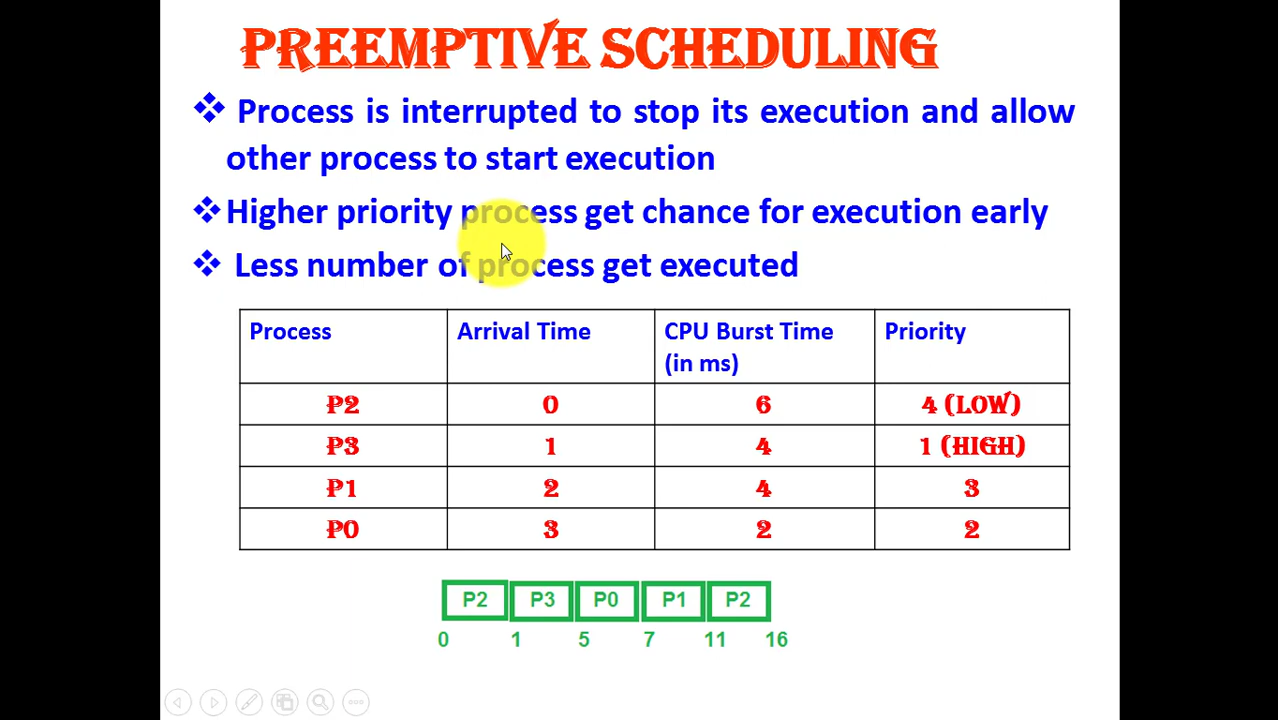 PREEMPTIVE SCHEDULING
Process is interrupted to stop its execution and allow
other process to start execution
Higher priority process get chance for execution early
Less number of process get executed
Process Arrival Time CPU Burst Time Priority
(in ms)
P2 0 6 4 (LOW)
P3 1 4 1 (HIGH)
P1 2 4 3
P0 3 2 2
P2 P3 P0 P1 P2
0 1 5 7 11 16